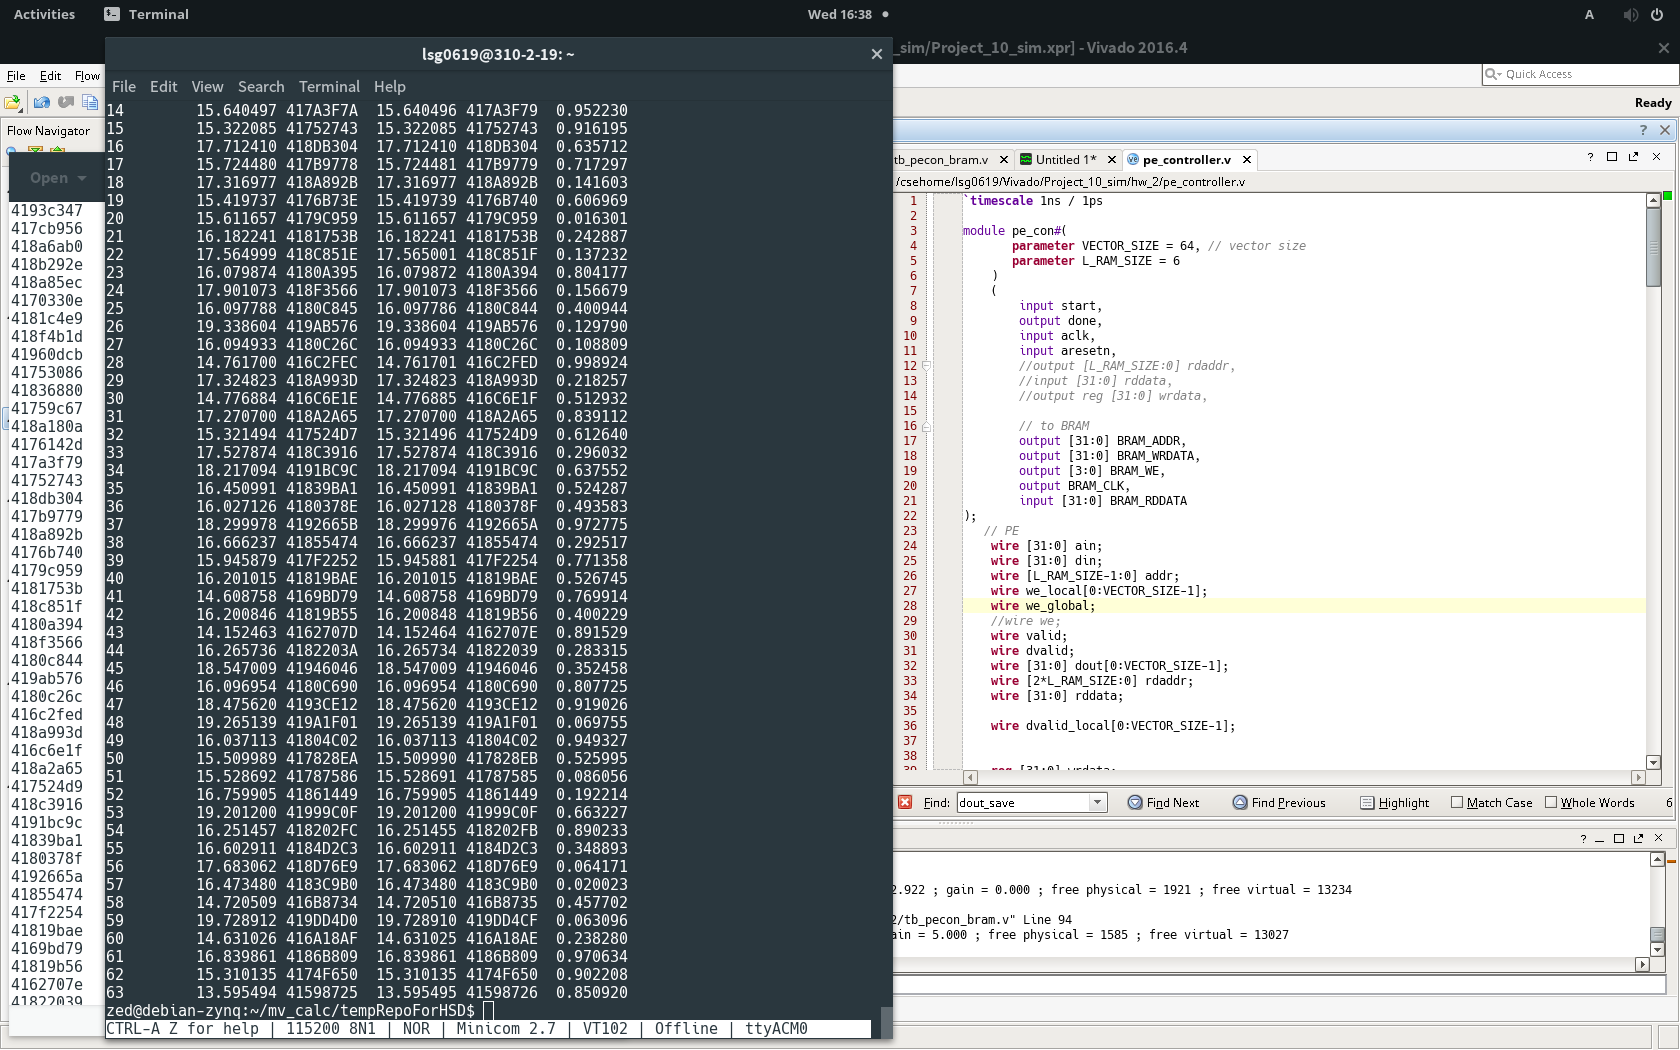 Activities
Terminal
Wed 16:38
A
_sim/Project_10_sim.xpr] - Vivado 2016.4
lsg0619@310-2-19: ~
File Edit View Search Terminal Help
File Edit Flow
Quick Access
Ready
Flow Navigator
Open
4193c347
417cb956
418a6ab0
418b292e
418a85ec
4170330e
4181c4e9
418f4b1d
41960dcb
41753086
41836880
41759c67
418a180a
4176142d
417a3f79
41752743
418db304
417b9779
418a892b
4176b740
4179c959
4181753b
418c851f
4180a394
418f3566
4180c844
419ab576
4180c26c
416c2fed
418a993d
416c6e1f
418a2a65
417524d9
418c3916
4191bc9c
41839ba1
4180378f
4192665a
41855474
417f2254
41819bae
4169bd79
41819b56
4162707e
41822039
14 15.640497 417A3F7A 15.640496 417A3F79 0.952230
15 15.322085 41752743 15.322085 41752743 0.916195
16 17.712410 418DB304 17.712410 418DB304 0.635712
17 15.724480 417B9778 15.724481 417B9779 0.717297
18 17.316977 418A892B 17.316977 418A892B 0.141603
19 15.419737 4176B73E 15.419739 4176B740 0.606969
20 15.611657 4179C959 15.611657 4179C959 0.016301
21 16.182241 4181753B 16.182241 4181753B 0.242887
22 17.564999 418C851E 17.565001 418C851F 0.137232
23 16.079874 4180A395 16.079872 4180A394 0.804177
24 17.901073 418F3566 17.901073 418F3566 0.156679
25 16.097788 4180C845 16.097786 4180C844 0.400944
26 19.338604 419AB576 19.338604 419AB576 0.129790
27 16.094933 4180C26C 16.094933 4180C26C 0.108809
28 14.761700 416C2FEC 14.761701 416C2FED 0.998924
29 17.324823 418A993D 17.324823 418A993D 0.218257
30 14.776884 416C6E1E 14.776885 416C6E1F 0.512932
31 17.270700 418A2A65 17.270700 418A2A65 0.839112
32 15.321494 417524D7 15.321496 417524D9 0.612640
33 17.527874 418C3916 17.527874 418C3916 0.296032
34 18.217094 4191BC9C 18.217094 4191BC9C 0.637552
35 16.450991 41839BA1 16.450991 41839BA1 0.524287
36 16.027126 4180378E 16.027128 4180378F 0.493583
37 18.299978 4192665B 18.299976 4192665A 0.972775
38 16.666237 41855474 16.666237 41855474 0.292517
39 15.945879 417F2252 15.945881 417F2254 0.771358
40 16.201015 41819BAE 16.201015 41819BAE 0.526745
41 14.608758 4169BD79 14.608758 4169BD79 0.769914
42 16.200846 41819B55 16.200848 41819B56 0.400229
43 14.152463 4162707D 14.152464 4162707E 0.891529
44 16.265736 4182203A 16.265734 41822039 0.283315
45 18.547009 41946046 18.547009 41946046 0.352458
46 16.096954 4180C690 16.096954 4180C690 0.807725
47 18.475620 4193CE12 18.475620 4193CE12 0.919026
48 19.265139 419A1F01 19.265139 419A1F01 0.069755
49 16.037113 41804C02 16.037113 41804C02 0.949327
50 15.509989 417828EA 15.509990 417828EB 0.525995
51 15.528692 41787586 15.528691 41787585 0.086056
52 16.759905 41861449 16.759905 41861449 0.192214
53 19.201200 41999C0F 19.201200 41999C0F 0.663227
54 16.251457 418202FC 16.251455 418202FB 0.890233
55 16.602911 4184D2C3 16.602911 4184D2C3 0.348893
56 17.683062 418D76E9 17.683062 418D76E9 0.064171
57 16.473480 4183C9B0 16.473480 4183C9B0 0.020023
58 14.720509 416B8734 14.720510 416B8735 0.457702
59 19.728912 419DD4D0 19.728910 419DD4CF 0.063096
60 14.631026 416A18AF 14.631025 416A18AE 0.238280
61 16.839861 4186B809 16.839861 4186B809 0.970634
62 15.310135 4174F650 15.310135 4174F650 0.902208
63 13.595494 41598725 13.595495 41598726 0.850920
zed@debian-zynq:~/mv_calc/tempRepoForHSD$
CTRL-A Z for help | 115200 8N1 | NOR | Minicom 2.7 | VT102 | Offline | ttyACM0
tb_pecon_bram.v
Untitled 1*
pe_controller.v
/csehome/lsg0619/Vivado/Project_10_sim/hw_2/pe_controller.v
1 `timescale 1ns / 1ps
2
3 module pe_con#(
4 parameter VECTOR_SIZE = 64, // vector size
5 parameter L_RAM_SIZE = 6
6 )
7 (
8 input start,
9 output done,
10 input aclk,
11 input aresetn,
12 //output [L_RAM_SIZE:0] rdaddr,
13 //input [31:0] rddata,
14 //output reg [31:0] wrdata,
15
16 // to BRAM
17 output [31:0] BRAM_ADDR,
18 output [31:0] BRAM_WRDATA,
19 output [3:0] BRAM_WE,
20 output BRAM_CLK,
21 input [31:0] BRAM_RDDATA
22 );
23 // PE
24 wire [31:0] ain;
25 wire [31:0] din;
26 wire [L_RAM_SIZE-1:0] addr;
27 wire we_local[0:VECTOR_SIZE-1];
28 wire we_global;
29 //wire we;
30 wire valid;
31 wire dvalid;
32 wire [31:0] dout[0:VECTOR_SIZE-1];
33 wire [2*L_RAM_SIZE:0] rdaddr;
34 wire [31:0] rddata;
35
36 wire dvalid_local[0:VECTOR_SIZE-1];
37
38
39 reg [31:0] wrdata;
Find: dout_save
Find Next
Find Previous
Highlight
Match Case
Whole Words
6
2.922 ; gain = 0.000 ; free physical = 1921 ; free virtual = 13234
2/tb_pecon_bram.v" Line 94
ain = 5.000 ; free physical = 1585 ; free virtual = 13027